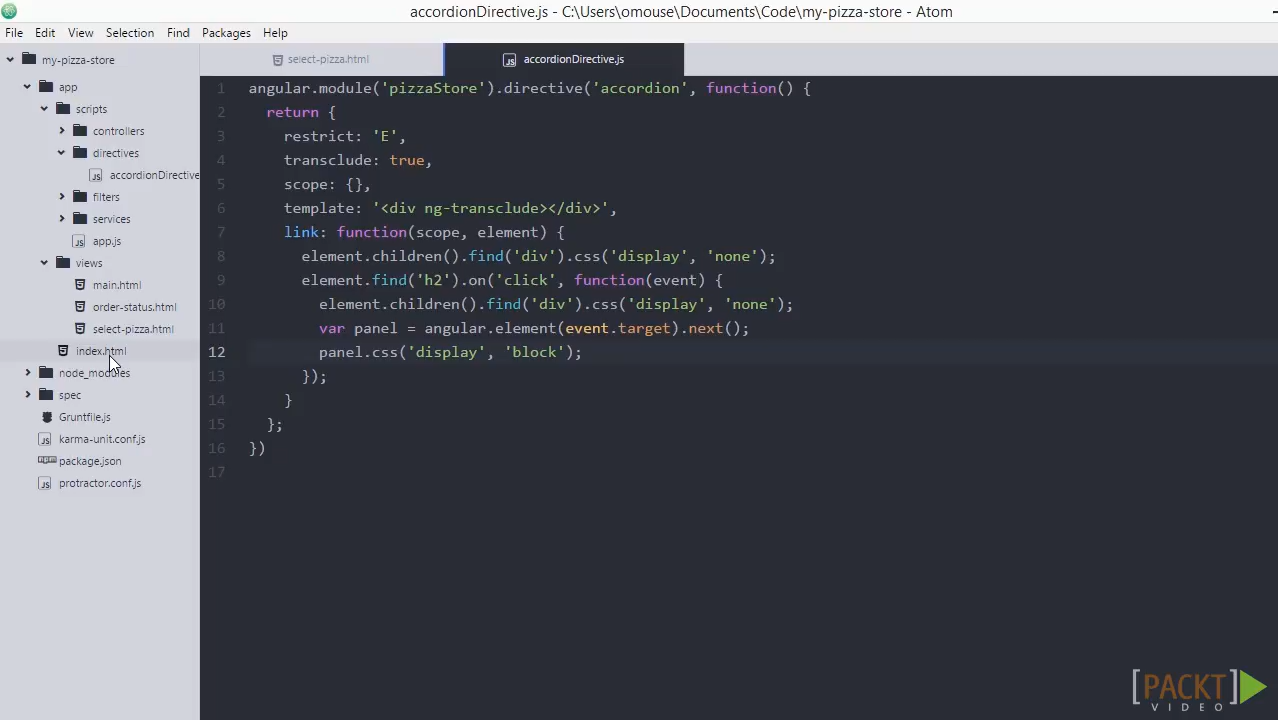 accordionDirective.js - C:\Users\omouse\Documents\Code\my-pizza-store - Atom
File Edit View Selection Find Packages Help
my-pizza-store
app
scripts
controllers
directives
accordionDirective
filters
services
app.js
views
main.html
order-status.html
select-pizza.html
index.html
node_modules
spec
Gruntfile.js
karma-unit.conf.js
package.json
protractor.conf.js
select-pizza.html accordionDirective.js
1 angular.module('pizzaStore').directive('accordion', function() {
2 return {
3 restrict: 'E',
4 transclude: true,
5 scope: {},
6 template: '<div ng-transclude></div>',
7 link: function(scope, element) {
8 element.children().find('div').css('display', 'none');
9 element.find('h2').on('click', function(event) {
10 element.children().find('div').css('display', 'none');
11 var panel = angular.element(event.target).next();
12 panel.css('display', 'block');
13 });
14 }
15 };
16 })
17
[PACKT]
VIDEO